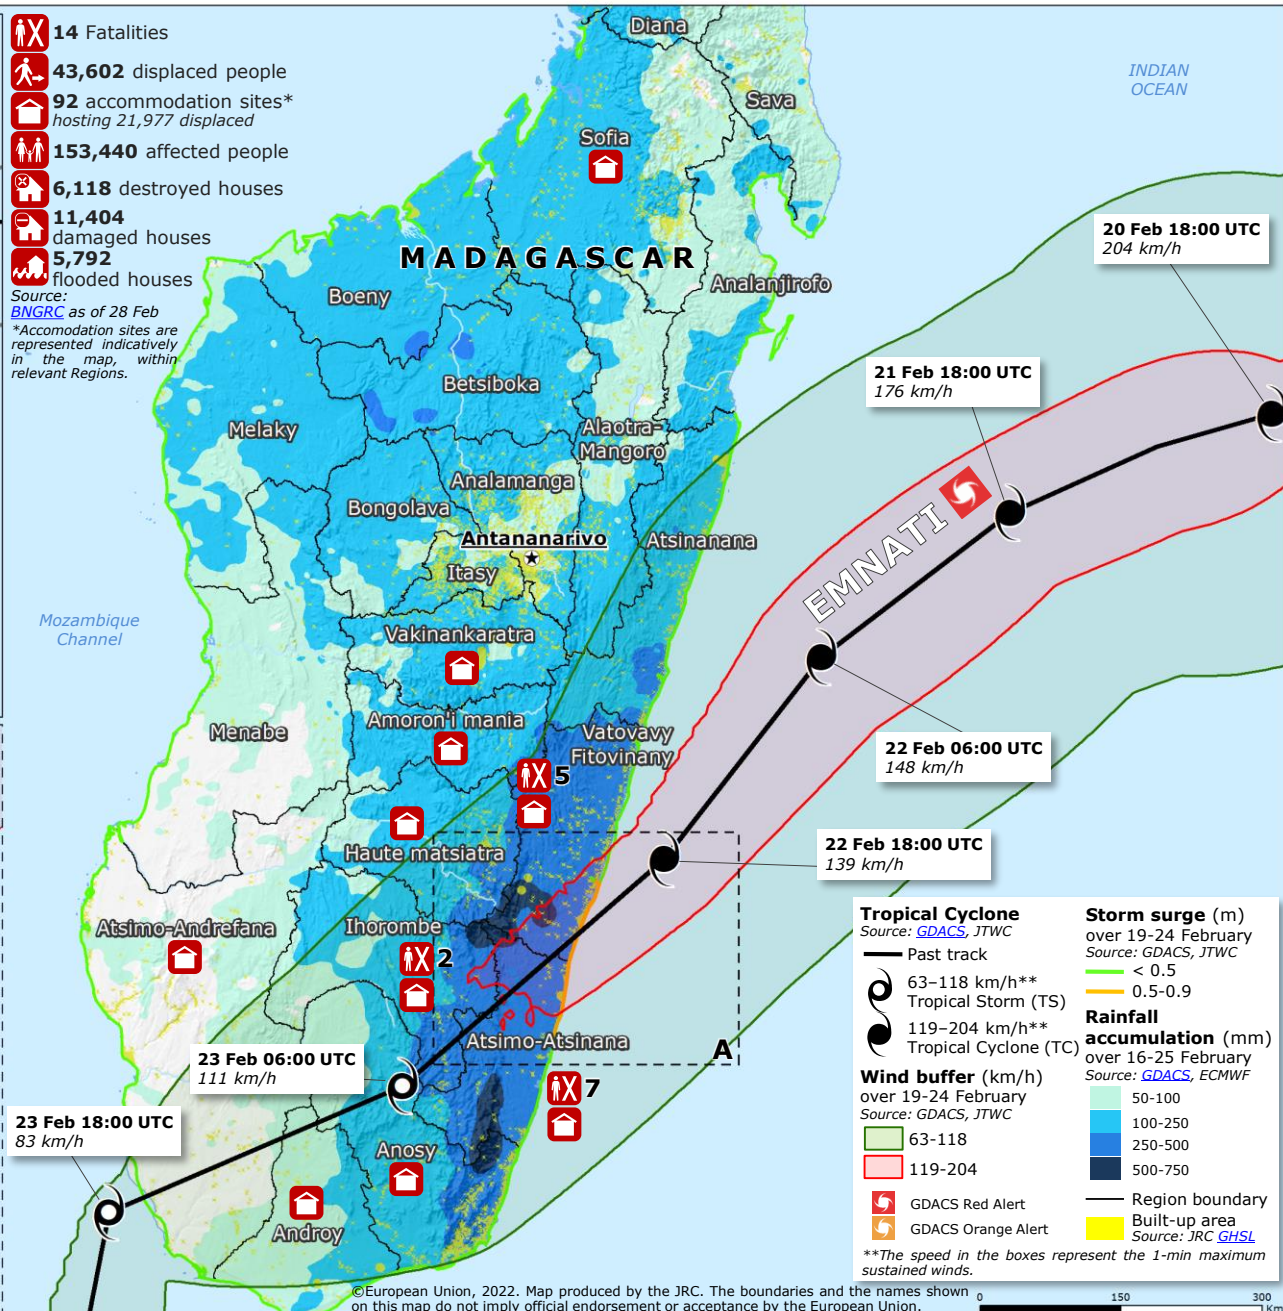 14 Fatalities
43,602 displaced people
92 accommodation sites*
hosting 21,977 displaced
153,440 affected people
6,118 destroyed houses
11,404
damaged houses
5,792
flooded houses
Source:
BNGRC as of 28 Feb
*Accomodation sites are
represented indicatively
in the map, within
relevant Regions.
Diana
INDIAN
OCEAN
Sava
Sofia
20 Feb 18:00 UTC
204 km/h
MADAGASCAR
Analanjirofo
Boeny
21 Feb 18:00 UTC
176 km/h
Betsiboka
Melaky
Alaotra-
Mangoro
Analamanga
Bongolava
EMNATI
Antananarivo
Atsinanana
Itasy
Mozambique
Channel
Vakinankaratra
Amoron'i mania
Menabe
Vatovavy
Fitovinany
22 Feb 06:00 UTC
148 km/h
5
22 Feb 18:00 UTC
139 km/h
Haute matsiatra
Atsimo-Andrefana
Ihorombe
2
Atsimo-Atsinana
A
23 Feb 06:00 UTC
111 km/h
7
23 Feb 18:00 UTC
83 km/h
Anosy
Androy
Tropical Cyclone
Source: GDACS, JTWC
Past track
63–118 km/h**
Tropical Storm (TS)
119–204 km/h**
Tropical Cyclone (TC)
Wind buffer (km/h)
over 19-24 February
Source: GDACS, JTWC
63-118
119-204
GDACS Red Alert
GDACS Orange Alert
Storm surge (m)
over 19-24 February
Source: GDACS, JTWC
< 0.5
0.5-0.9
Rainfall
accumulation (mm)
over 16-25 February
Source: GDACS, ECMWF
50-100
100-250
250-500
500-750
Region boundary
Built-up area
Source: JRC GHSL
**The speed in the boxes represent the 1-min maximum
sustained winds.
©European Union, 2022. Map produced by the JRC. The boundaries and the names shown
on this map do not imply official endorsement or acceptance by the European Union.
0 150 300
km